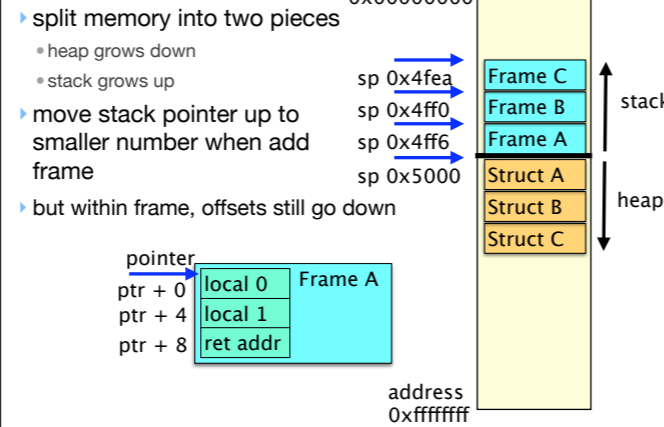 split memory into two pieces
heap grows down
stack grows up
move stack pointer up to
smaller number when add
frame
but within frame, offsets still go down
sp 0x4fea
sp 0x4ff0
sp 0x4ff6
sp 0x5000
Frame C
Frame B
Frame A
Struct A
Struct B
Struct C
stack
heap
pointer
ptr + 0
ptr + 4
ptr + 8
local 0
local 1
ret addr
Frame A
address
0xffffffff